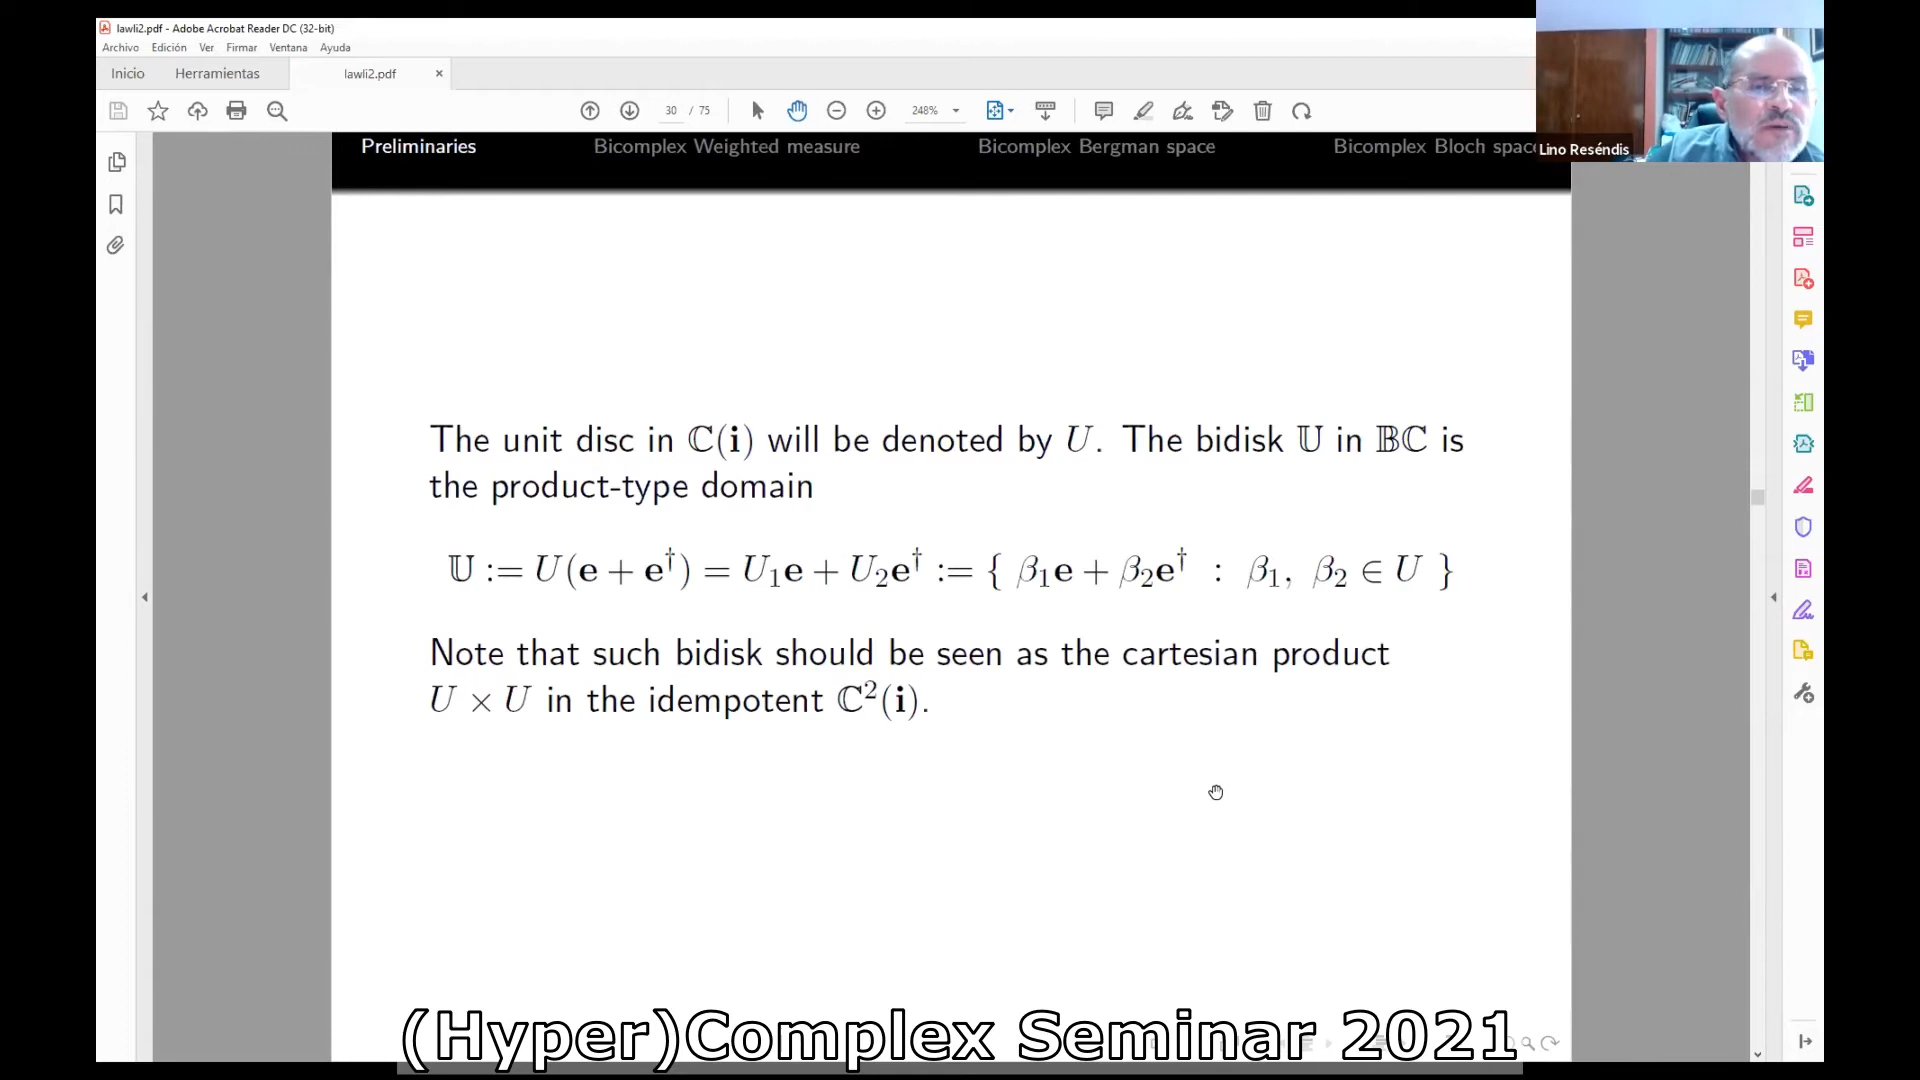 lawli2.pdf - Adobe Acrobat Reader DC (32-bit)
Archivo Edición Ver Firmar Ventana Ayuda
Inicio Herramientas lawli2.pdf ×
30 / 75 248%
Lino Reséndis
Preliminaries Bicomplex Weighted measure Bicomplex Bergman space Bicomplex Bloch space
The unit disc in ℂ(𝐢) will be denoted by U. The bidisk 𝕌 in 𝔹ℂ is
the product-type domain
𝕌 := U(𝐞 + 𝐞†) = U₁𝐞 + U₂𝐞† := { β₁𝐞 + β₂𝐞† : β₁, β₂ ∈ U }
Note that such bidisk should be seen as the cartesian product
U × U in the idempotent ℂ²(𝐢).
(Hyper)Complex Seminar 2021